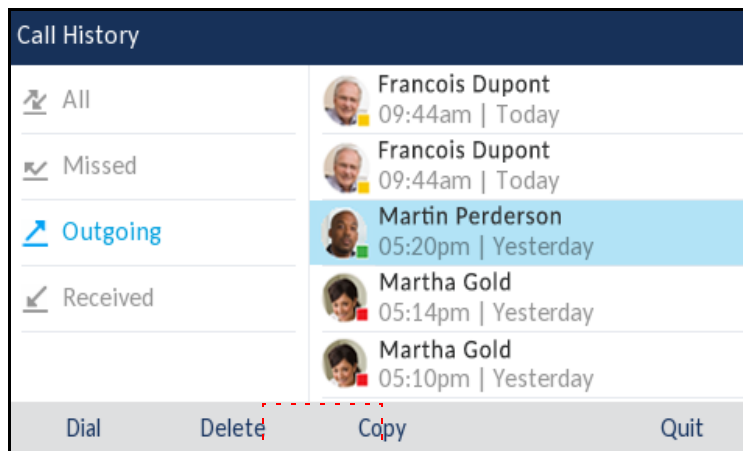 Call History
All
Missed
Outgoing
Received
Francois Dupont
09:44am | Today
Francois Dupont
09:44am | Today
Martin Perderson
05:20pm | Yesterday
Martha Gold
05:14pm | Yesterday
Martha Gold
05:10pm | Yesterday
Dial Delete Copy Quit